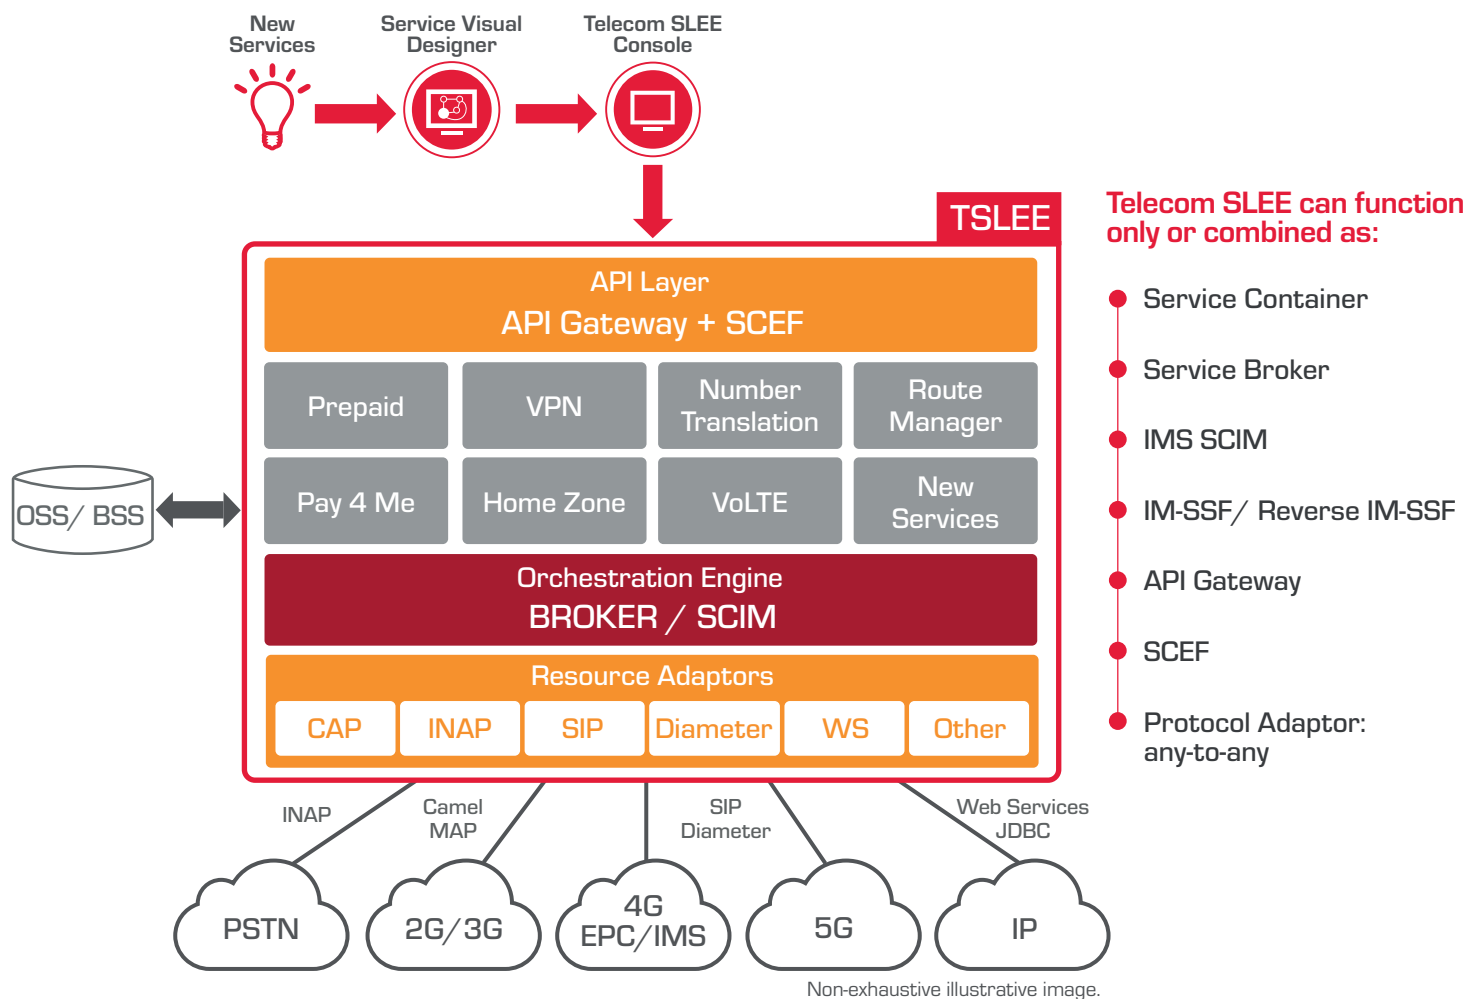 New
Services
Service Visual
Designer
Telecom SLEE
Console
TSLEE
API Layer
API Gateway + SCEF
Prepaid
VPN
Number
Translation
Route
Manager
Pay 4 Me
Home Zone
VoLTE
New
Services
OSS/ BSS
Orchestration Engine
BROKER / SCIM
Resource Adaptors
CAP
INAP
SIP
Diameter
WS
Other
INAP
Camel
MAP
SIP
Diameter
Web Services
JDBC
PSTN
2G/3G
4G
EPC/IMS
5G
IP
Telecom SLEE can function
only or combined as:
Service Container
Service Broker
IMS SCIM
IM-SSF/ Reverse IM-SSF
API Gateway
SCEF
Protocol Adaptor:
any-to-any
Non-exhaustive illustrative image.